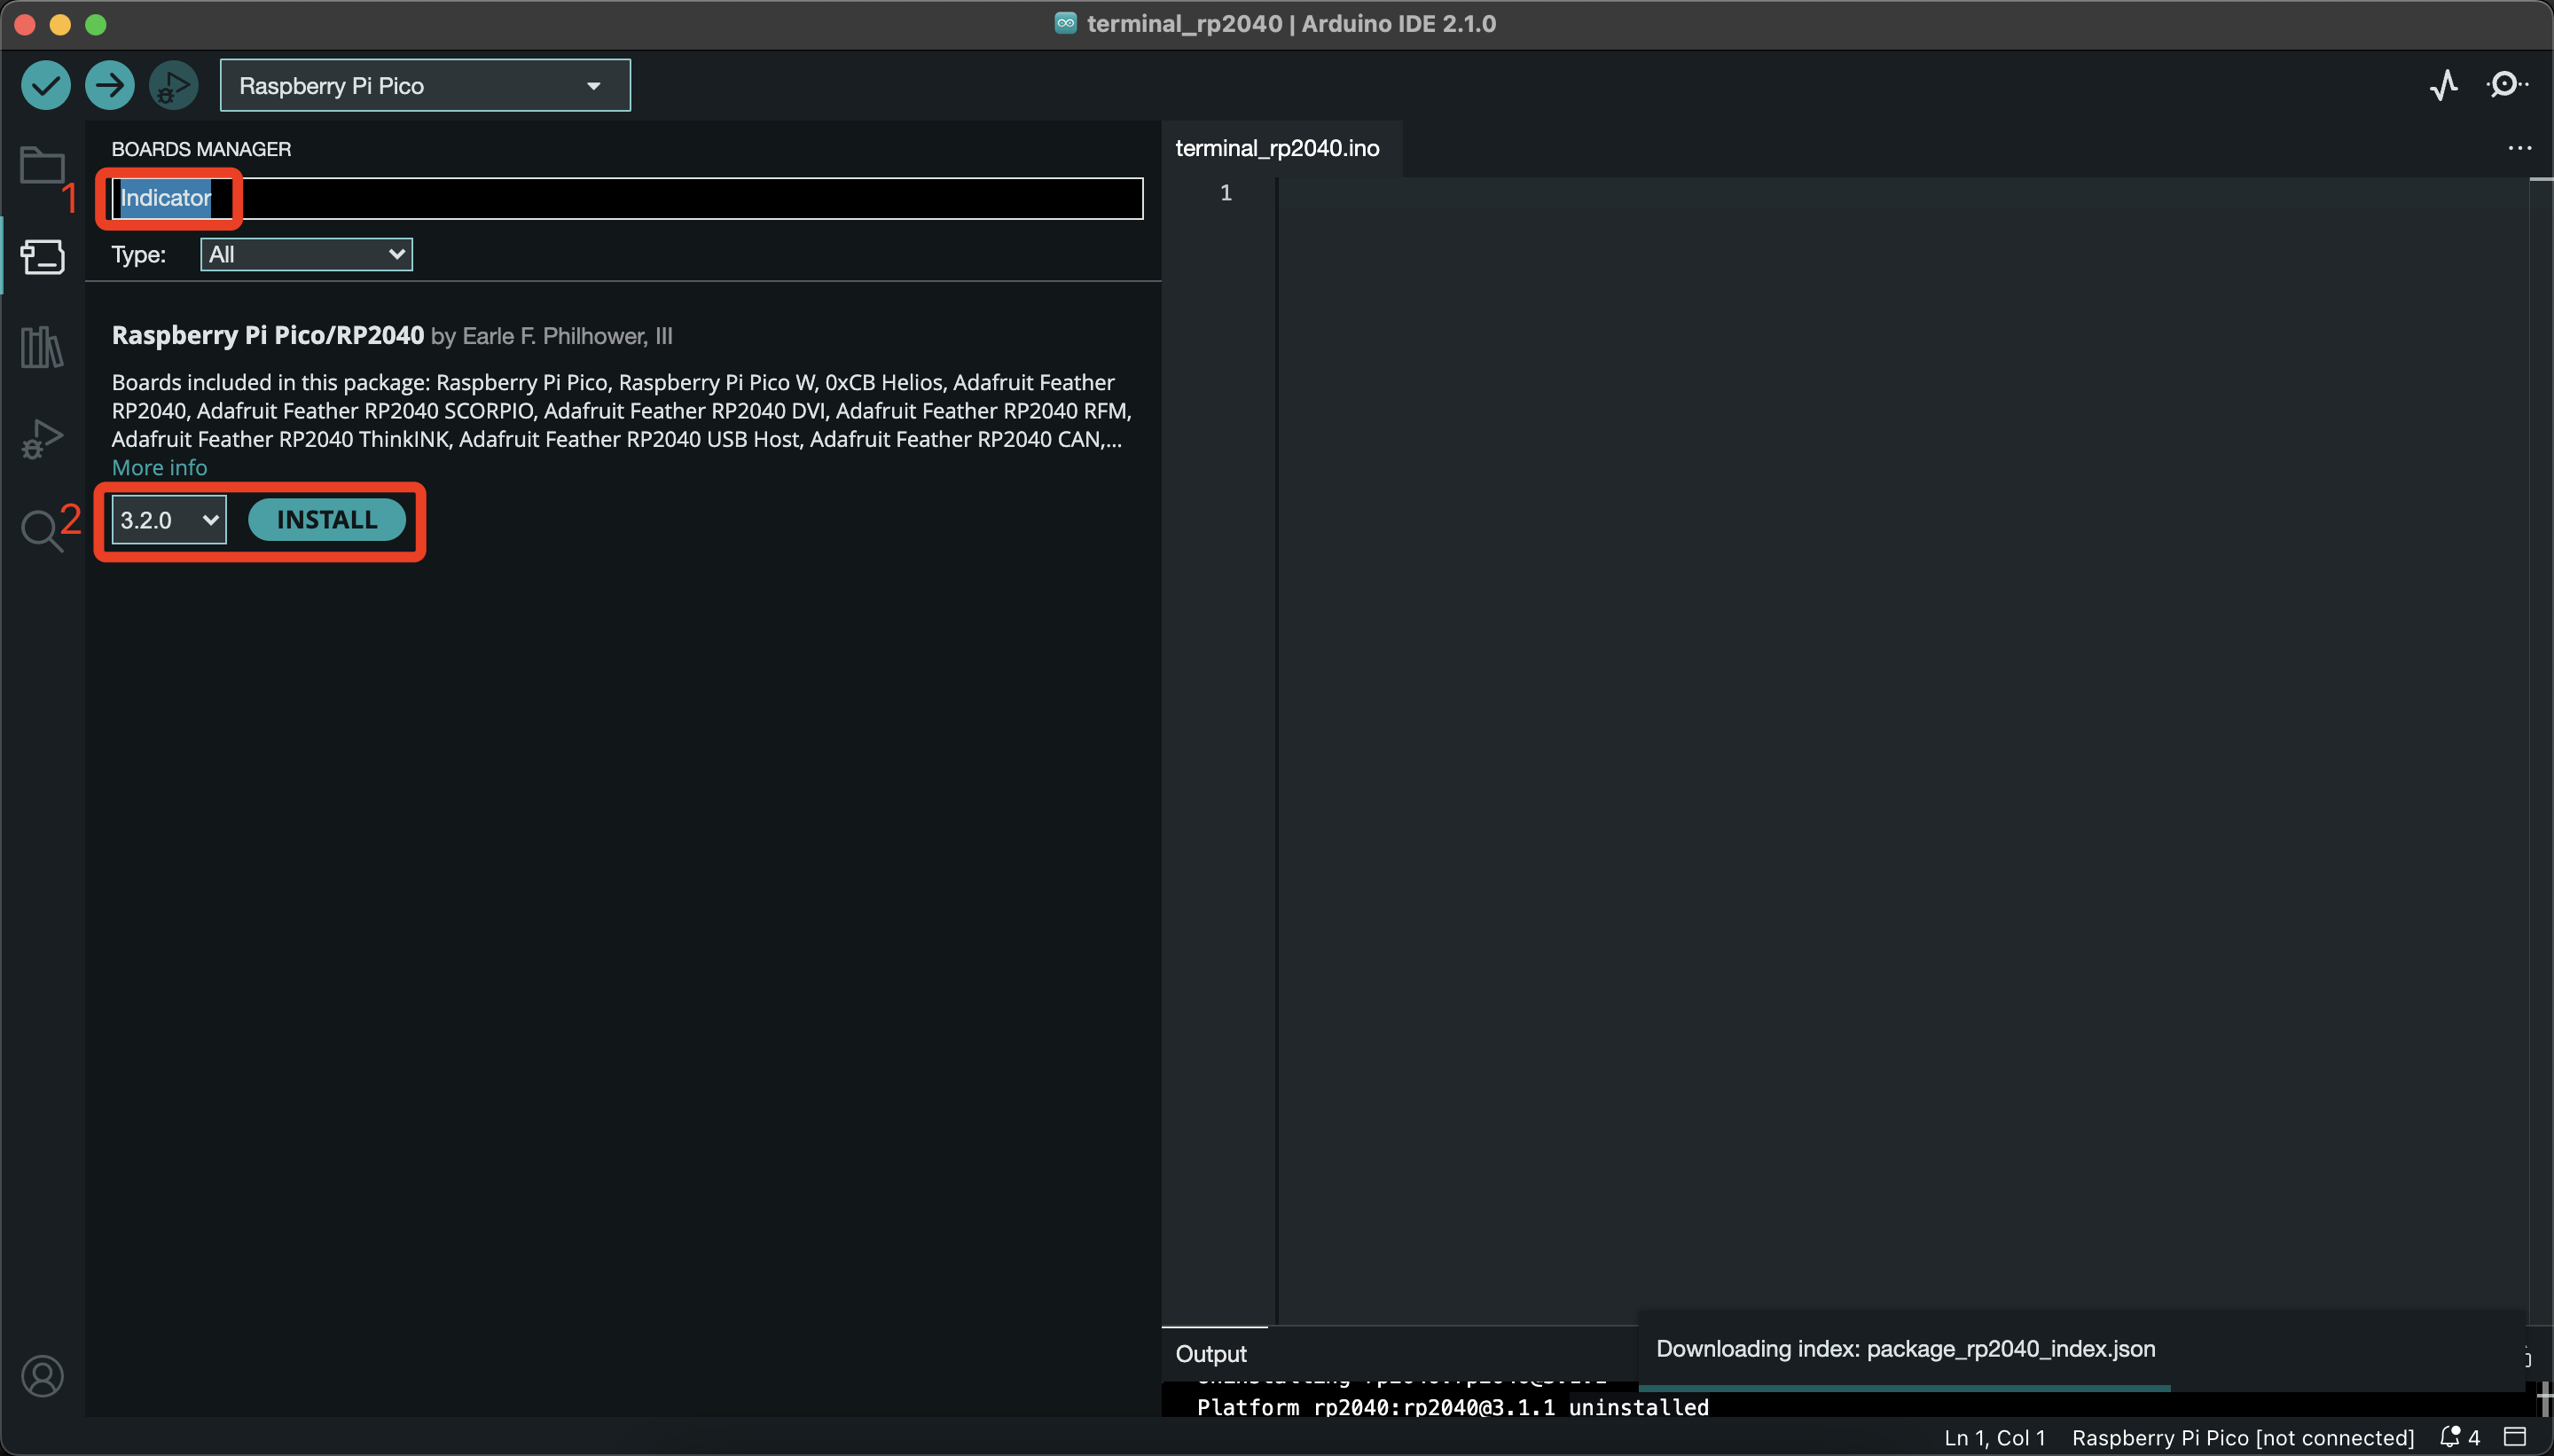 terminal_rp2040 | Arduino IDE 2.1.0
Raspberry Pi Pico
BOARDS MANAGER
1
Indicator
Type: All
Raspberry Pi Pico/RP2040 by Earle F. Philhower, III
Boards included in this package: Raspberry Pi Pico, Raspberry Pi Pico W, 0xCB Helios, Adafruit Feather
RP2040, Adafruit Feather RP2040 SCORPIO, Adafruit Feather RP2040 DVI, Adafruit Feather RP2040 RFM,
Adafruit Feather RP2040 ThinkINK, Adafruit Feather RP2040 USB Host, Adafruit Feather RP2040 CAN,...
More info
2
3.2.0 INSTALL
terminal_rp2040.ino
1
Output
Downloading index: package_rp2040_index.json
Platform rp2040:rp2040@3.1.1 uninstalled
Ln 1, Col 1 Raspberry Pi Pico [not connected] 4